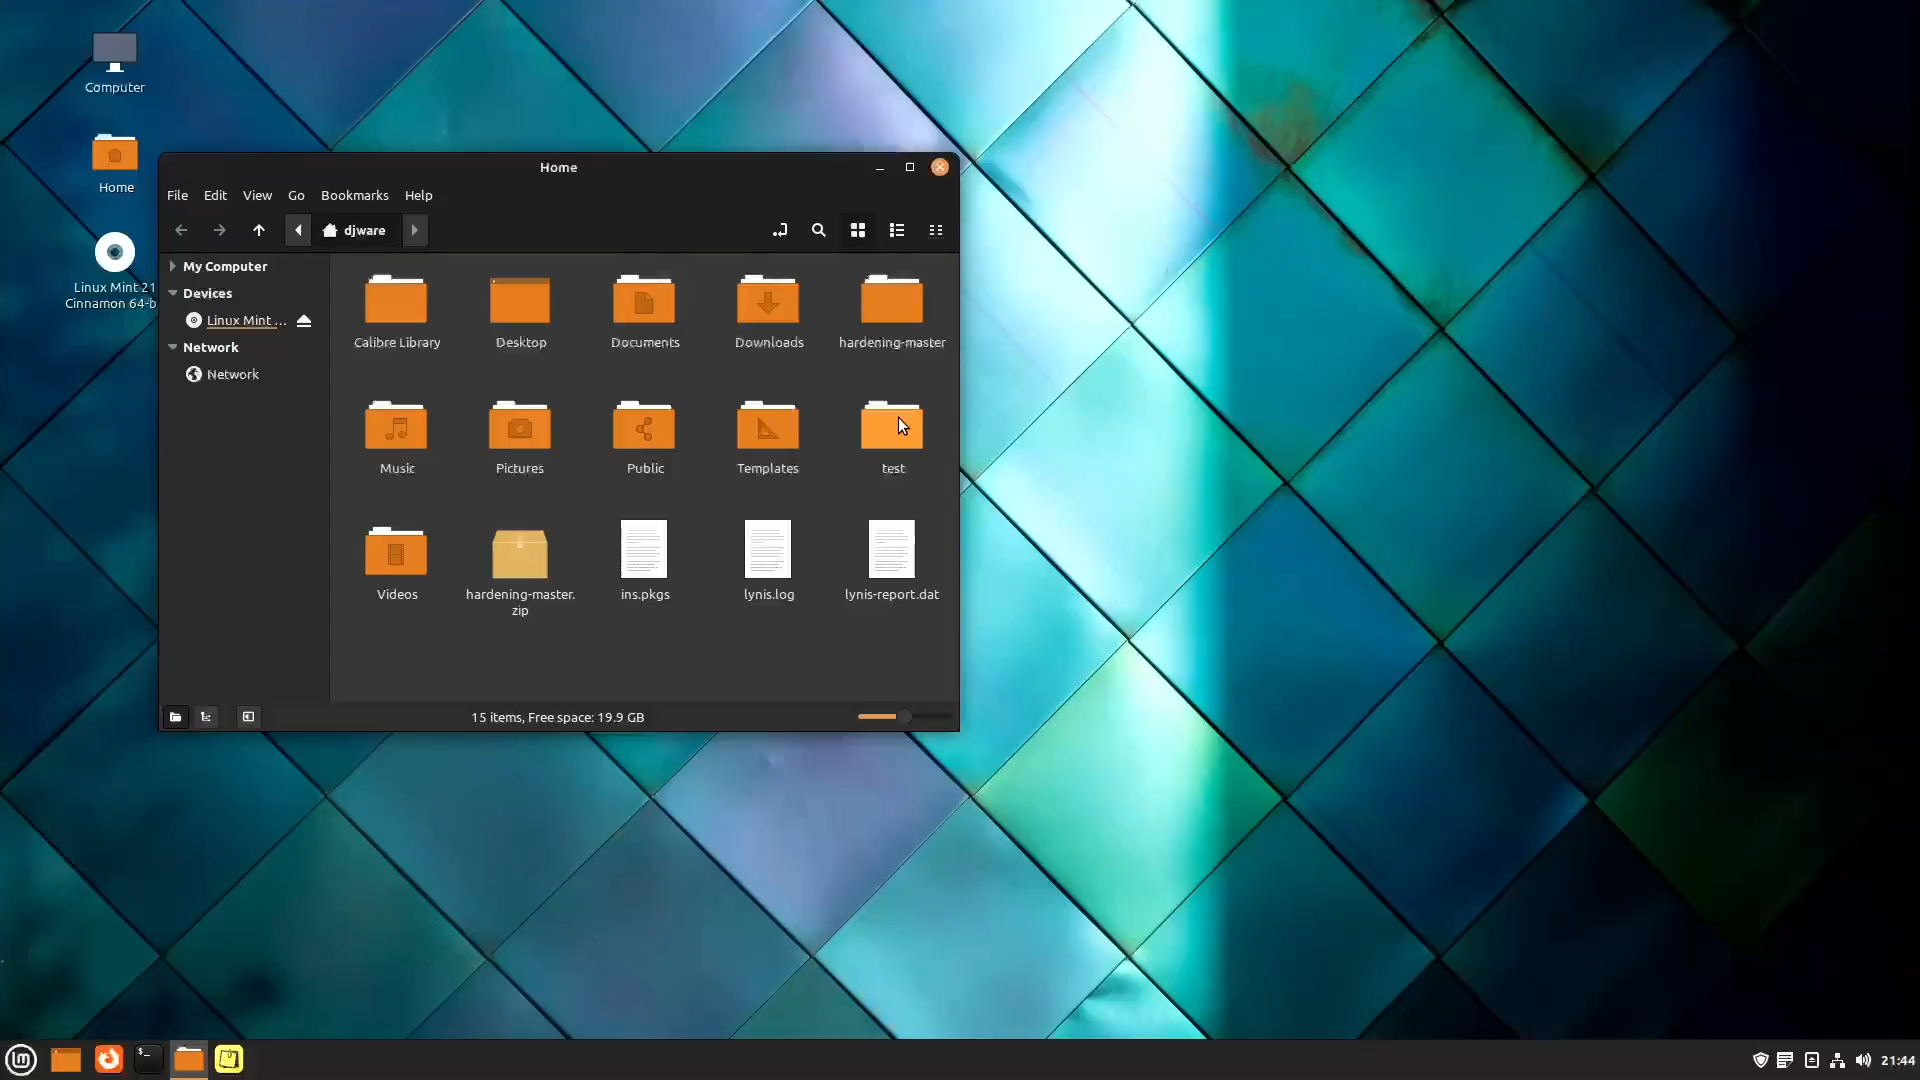 Computer
Home
Linux Mint 21
Cinnamon 64-b
Home
File Edit View Go Bookmarks Help
djware
My Computer
Devices
Linux Mint ...
Network
Network
Calibre Library Desktop Documents Downloads hardening-master
Music Pictures Public Templates test
Videos hardening-master.
zip ins.pkgs lynis.log lynis-report.dat
15 items, Free space: 19.9 GB
21:44